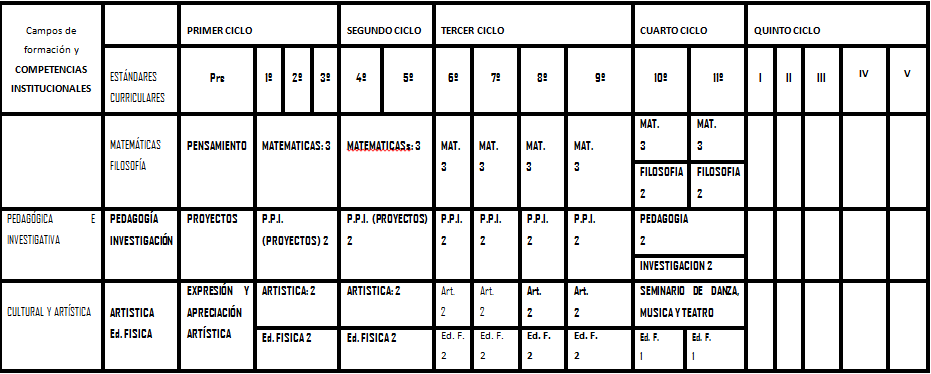 Campos de
formación y
COMPETENCIAS
INSTITUCIONALES
PRIMER CICLO
SEGUNDO CICLO
TERCER CICLO
CUARTO CICLO
QUINTO CICLO
ESTÁNDARES
CURRICULARES
Pre
1º
2º
3º
4º
5º
6º
7º
8º
9º
10º
11º
I
II
III
IV
V
MATEMÁTICAS
FILOSOFÍA
PENSAMIENTO
MATEMATICAS: 3
MATEMATICASs: 3
MAT.
3
MAT.
3
MAT.
3
MAT.
3
MAT.
3
MAT.
3
FILOSOFIA
2
FILOSOFIA
2
PEDAGÓGICA E
INVESTIGATIVA
PEDAGOGÍA
INVESTIGACIÓN
PROYECTOS
P.P.I.
(PROYECTOS) 2
P.P.I. (PROYECTOS)
2
P.P.I.
2
P.P.I.
2
P.P.I.
2
P.P.I.
2
PEDAGOGIA
2
INVESTIGACION 2
CULTURAL Y ARTÍSTICA
ARTISTICA
Ed. FISICA
EXPRESIÓN Y
APRECIACIÓN
ARTÍSTICA
ARTISTICA: 2
ARTISTICA: 2
Art.
2
Art.
2
Art.
2
Art.
2
SEMINARIO DE DANZA,
MUSICA Y TEATRO
Ed. FISICA 2
Ed. FISICA 2
Ed. F.
2
Ed. F.
2
Ed. F.
2
Ed. F.
2
Ed. F.
1
Ed. F.
1